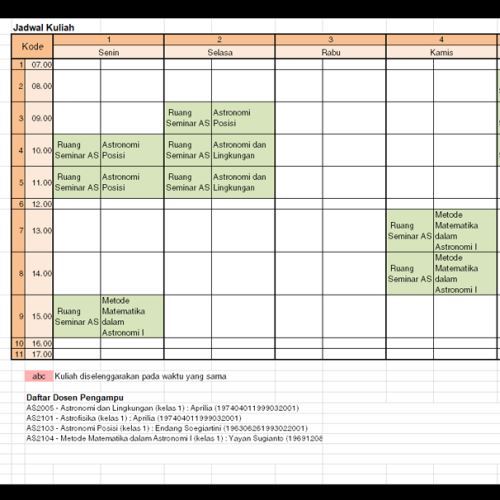 Jadwal Kuliah
Kode 1 2 3 4
Senin Selasa Rabu Kamis
1 07.00
2 08.00
3 09.00 Ruang Seminar AS Astronomi Posisi
4 10.00 Ruang Seminar AS Astronomi Posisi Ruang Seminar AS Astronomi dan Lingkungan
5 11.00 Ruang Seminar AS Astronomi Posisi Ruang Seminar AS Astronomi dan Lingkungan
6 12.00
7 13.00 Ruang Seminar AS Metode Matematika dalam Astronomi I
8 14.00 Ruang Seminar AS Metode Matematika dalam Astronomi I
9 15.00 Ruang Seminar AS Metode Matematika dalam Astronomi I
10 16.00
11 17.00
abc Kuliah diselenggarakan pada waktu yang sama
Daftar Dosen Pengampu
AS2005 - Astronomi dan Lingkungan (kelas 1) : Aprilia (197404011999032001)
AS2101 - Astrofisika (kelas 1) : Aprilia (197404011999032001)
AS2103 - Astronomi Posisi (kelas 1) : Endang Soegiartini (196306261993022001)
AS2104 - Metode Matematika dalam Astronomi I (kelas 1) : Yayan Sugianto (19691208